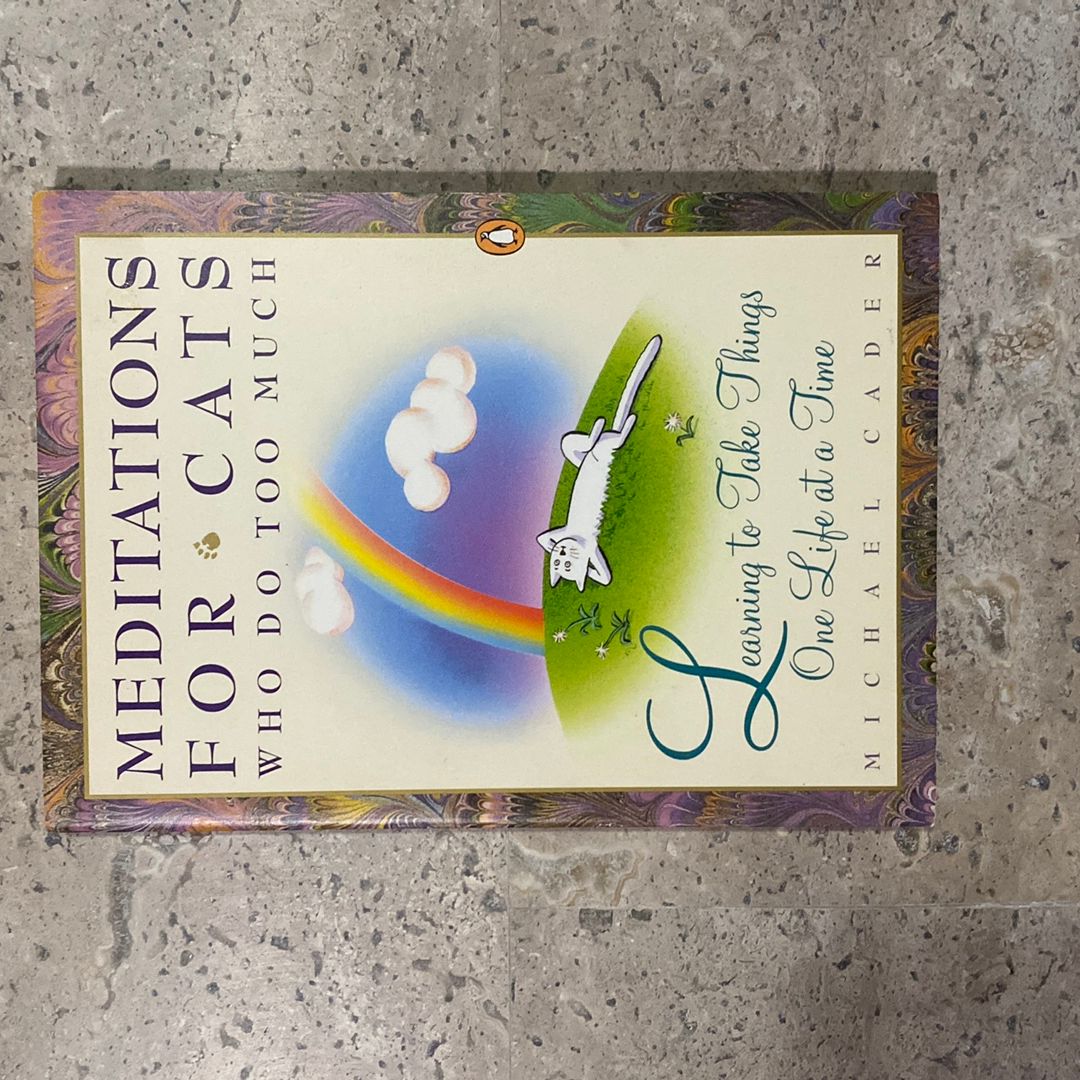 MEDITATIONS
FOR CATS
WHO DO TOO MUCH
Learning to Take Things
One Life at a Time
MICHAEL CADER